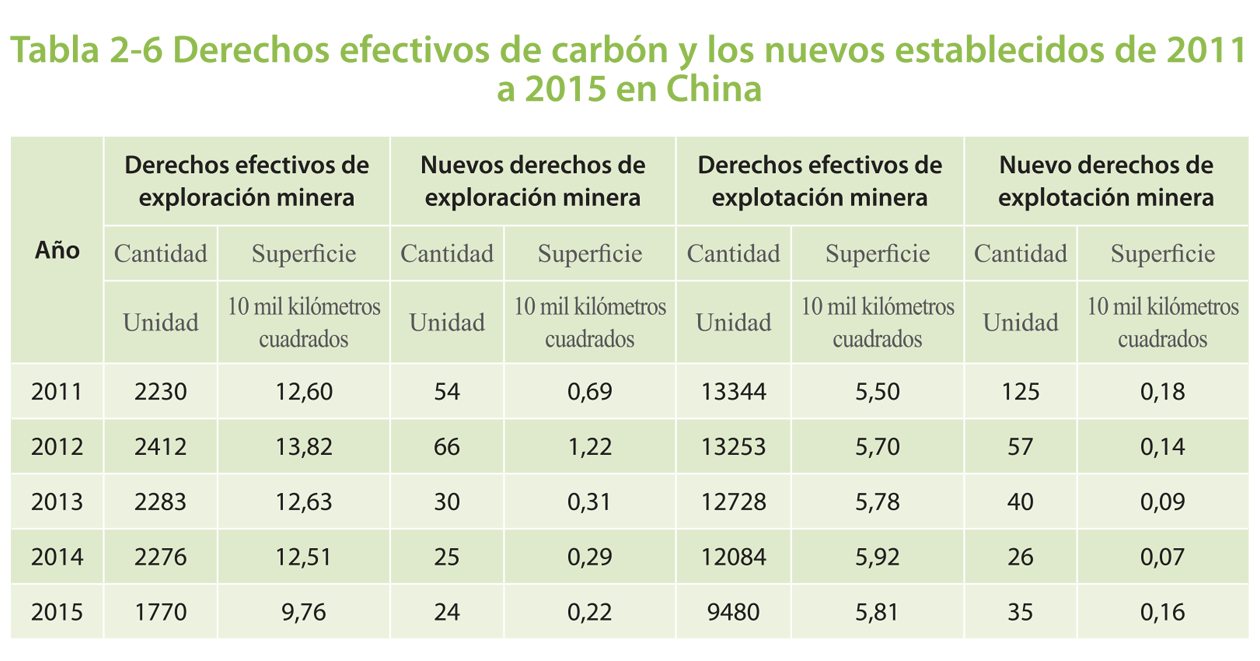 Tabla 2-6 Derechos efectivos de carbón y los nuevos establecidos de 2011
a 2015 en China
Año
Derechos efectivos de
exploración minera
Nuevos derechos de
exploración minera
Derechos efectivos de
explotación minera
Nuevo derechos de
explotación minera
Cantidad Superficie Cantidad Superficie Cantidad Superficie Cantidad Superficie
Unidad
10 mil kilómetros
cuadrados
Unidad
10 mil kilómetros
cuadrados
Unidad
10 mil kilómetros
cuadrados
Unidad
10 mil kilómetros
cuadrados
2011 2230 12,60 54 0,69 13344 5,50 125 0,18
2012 2412 13,82 66 1,22 13253 5,70 57 0,14
2013 2283 12,63 30 0,31 12728 5,78 40 0,09
2014 2276 12,51 25 0,29 12084 5,92 26 0,07
2015 1770 9,76 24 0,22 9480 5,81 35 0,16